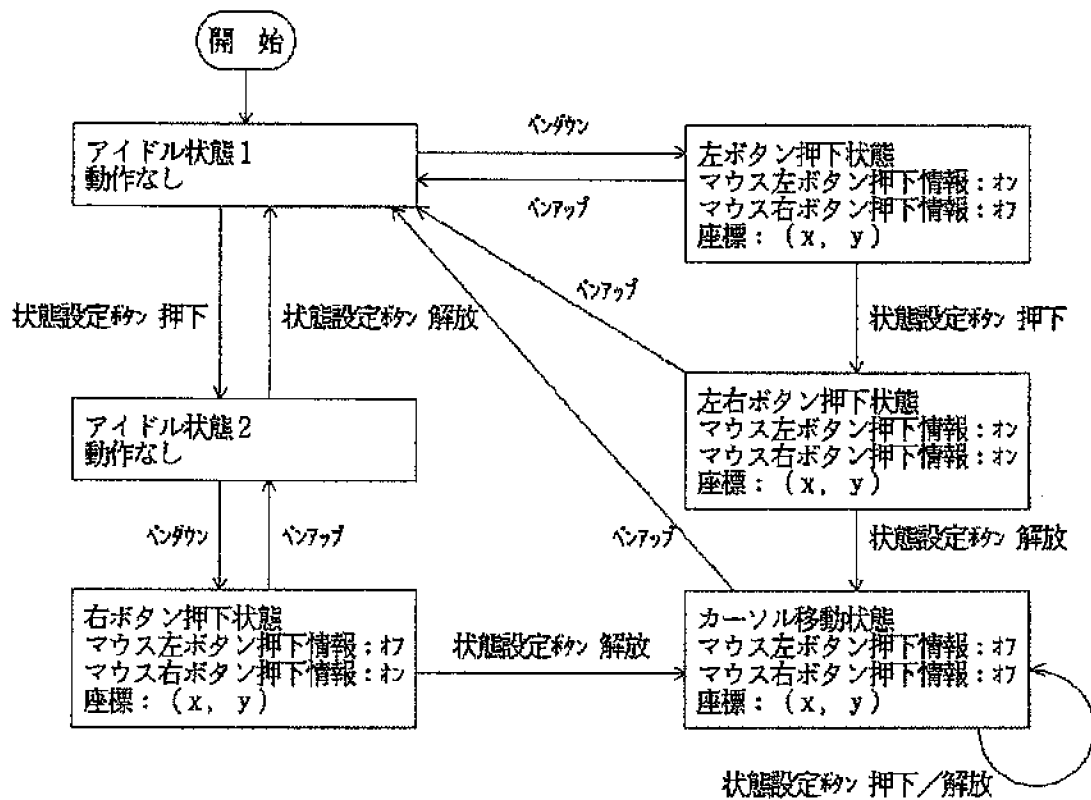 開 始
アイドル状態1
動作なし
ペンダウン
ペンアップ
左ボタン押下状態
マウス左ボタン押下情報：オン
マウス右ボタン押下情報：オフ
座標：（x，y）
状態設定ボタン 押下
状態設定ボタン 解放
ペンアップ
状態設定ボタン 押下
アイドル状態2
動作なし
左右ボタン押下状態
マウス左ボタン押下情報：オン
マウス右ボタン押下情報：オン
座標：（x，y）
ペンダウン
ペンアップ
ペンアップ
状態設定ボタン 解放
右ボタン押下状態
マウス左ボタン押下情報：オフ
マウス右ボタン押下情報：オン
座標：（x，y）
状態設定ボタン 解放
カーソル移動状態
マウス左ボタン押下情報：オフ
マウス右ボタン押下情報：オフ
座標：（x，y）
状態設定ボタン 押下／解放